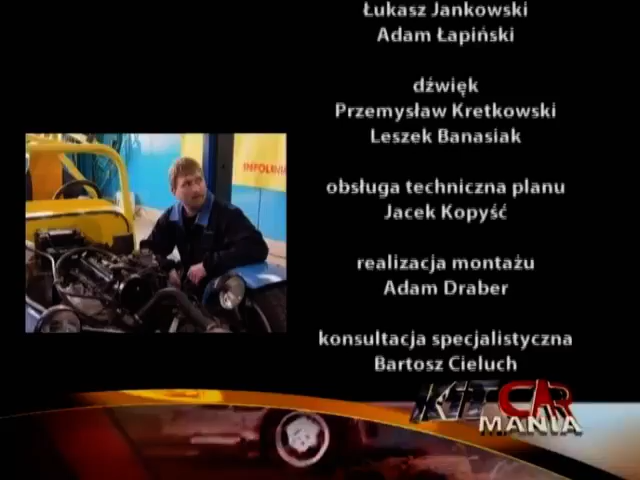 Łukasz Jankowski
Adam Łapiński
dźwięk
Przemysław Kretkowski
Leszek Banasiak
obsługa techniczna planu
Jacek Kopyść
realizacja montażu
Adam Draber
konsultacja specjalistyczna
Bartosz Cieluch
KIT CAR
MANIA